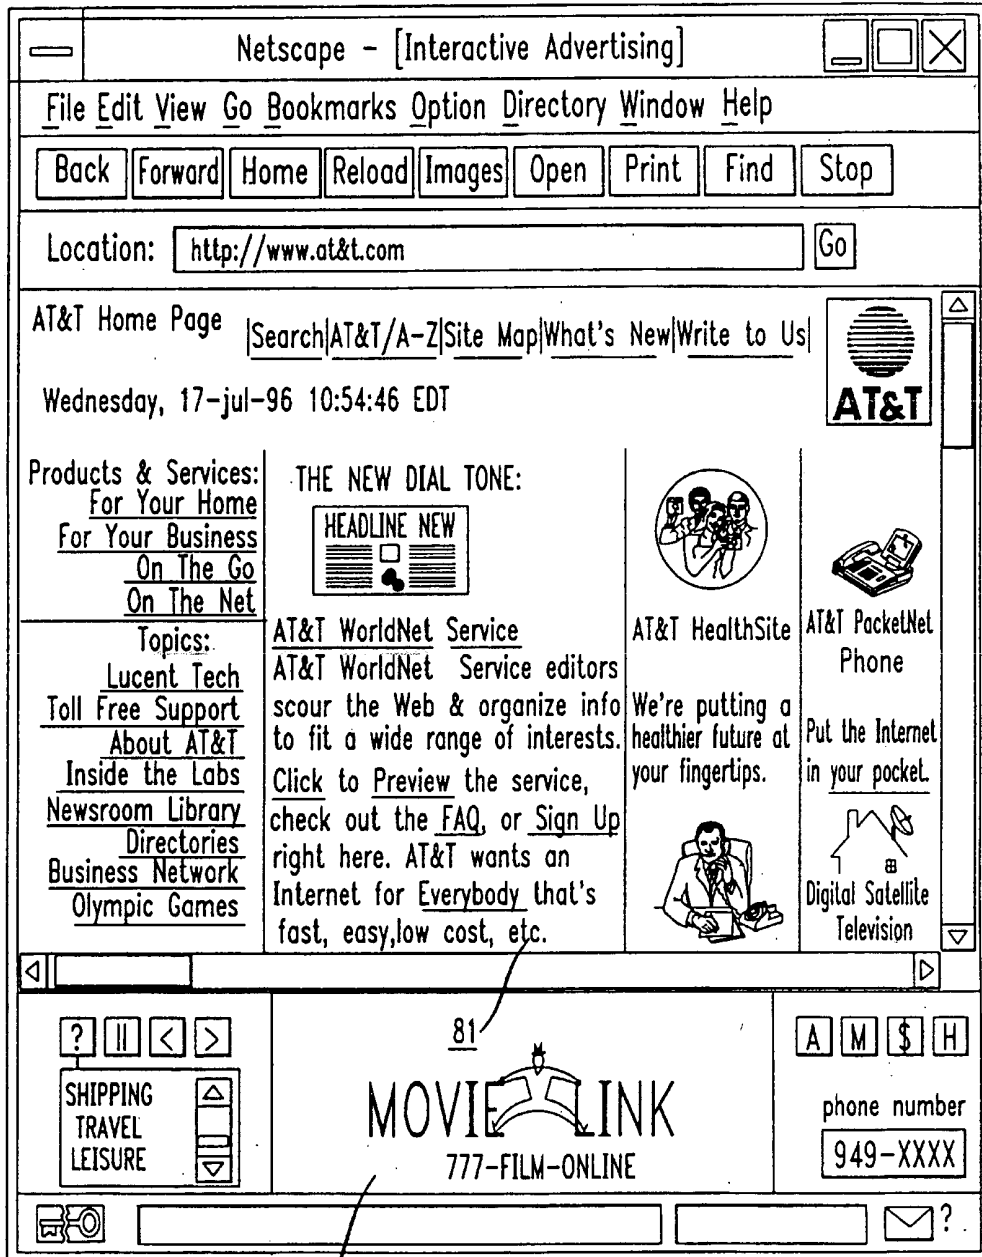 Netscape - [Interactive Advertising]
File Edit View Go Bookmarks Option Directory Window Help
Back Forward Home Reload Images Open Print Find Stop
Location: http://www.at&t.com Go
AT&T Home Page |Search|AT&T/A-Z|Site Map|What's New|Write to Us|
AT&T
Wednesday, 17-jul-96 10:54:46 EDT
Products & Services:
For Your Home
For Your Business
On The Go
On The Net
Topics:
Lucent Tech
Toll Free Support
About AT&T
Inside the Labs
Newsroom Library
Directories
Business Network
Olympic Games
THE NEW DIAL TONE:
HEADLINE NEW
AT&T WorldNet Service
AT&T WorldNet Service editors
scour the Web & organize info
to fit a wide range of interests.
Click to Preview the service,
check out the FAQ, or Sign Up
right here. AT&T wants an
Internet for Everybody that's
fast, easy,low cost, etc.
AT&T HealthSite
We're putting a
healthier future at
your fingertips.
AT&T PacketNet
Phone
Put the Internet
in your pocket.
Digital Satellite
Television
? || < >
SHIPPING
TRAVEL
LEISURE
81
MOVIE LINK
777-FILM-ONLINE
A M $ H
phone number
949-XXXX
?